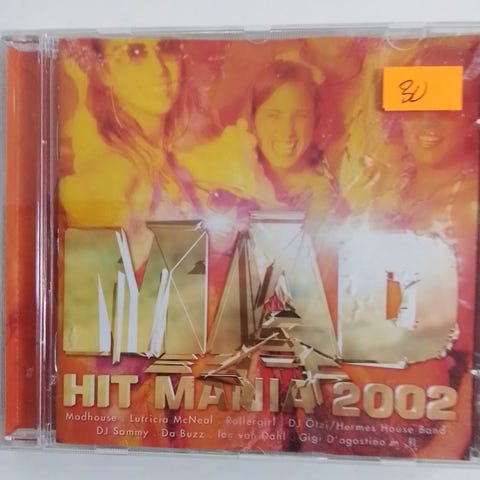 30
MAD
HIT MANIA 2002
Madhouse . Lutricia McNeal . Rollergirl . DJ Ötzi/Hermes House Band .
DJ Sammy . Da Buzz . Ian van Dahl . Gigi D'agostino m. fl